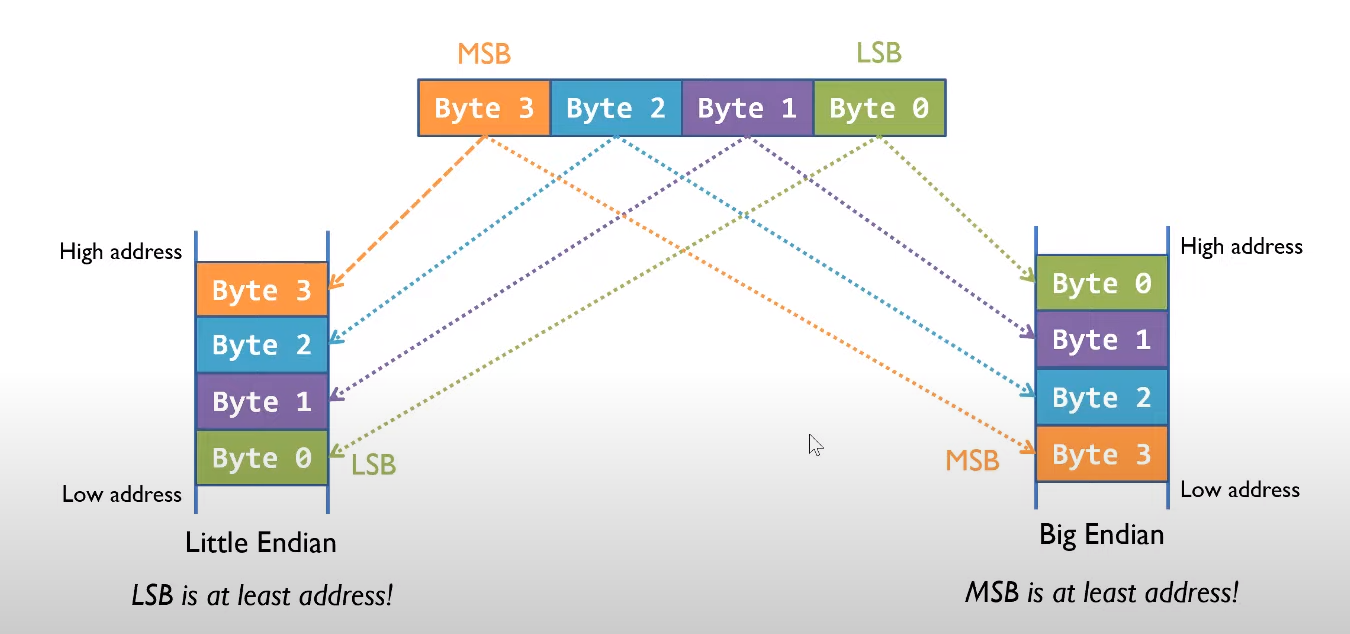 MSB
LSB
Byte 3 Byte 2 Byte 1 Byte 0
High address
Byte 3
Byte 2
Byte 1
Byte 0
LSB
Low address
Little Endian
LSB is at least address!
High address
Byte 0
Byte 1
Byte 2
Byte 3
MSB
Low address
Big Endian
MSB is at least address!